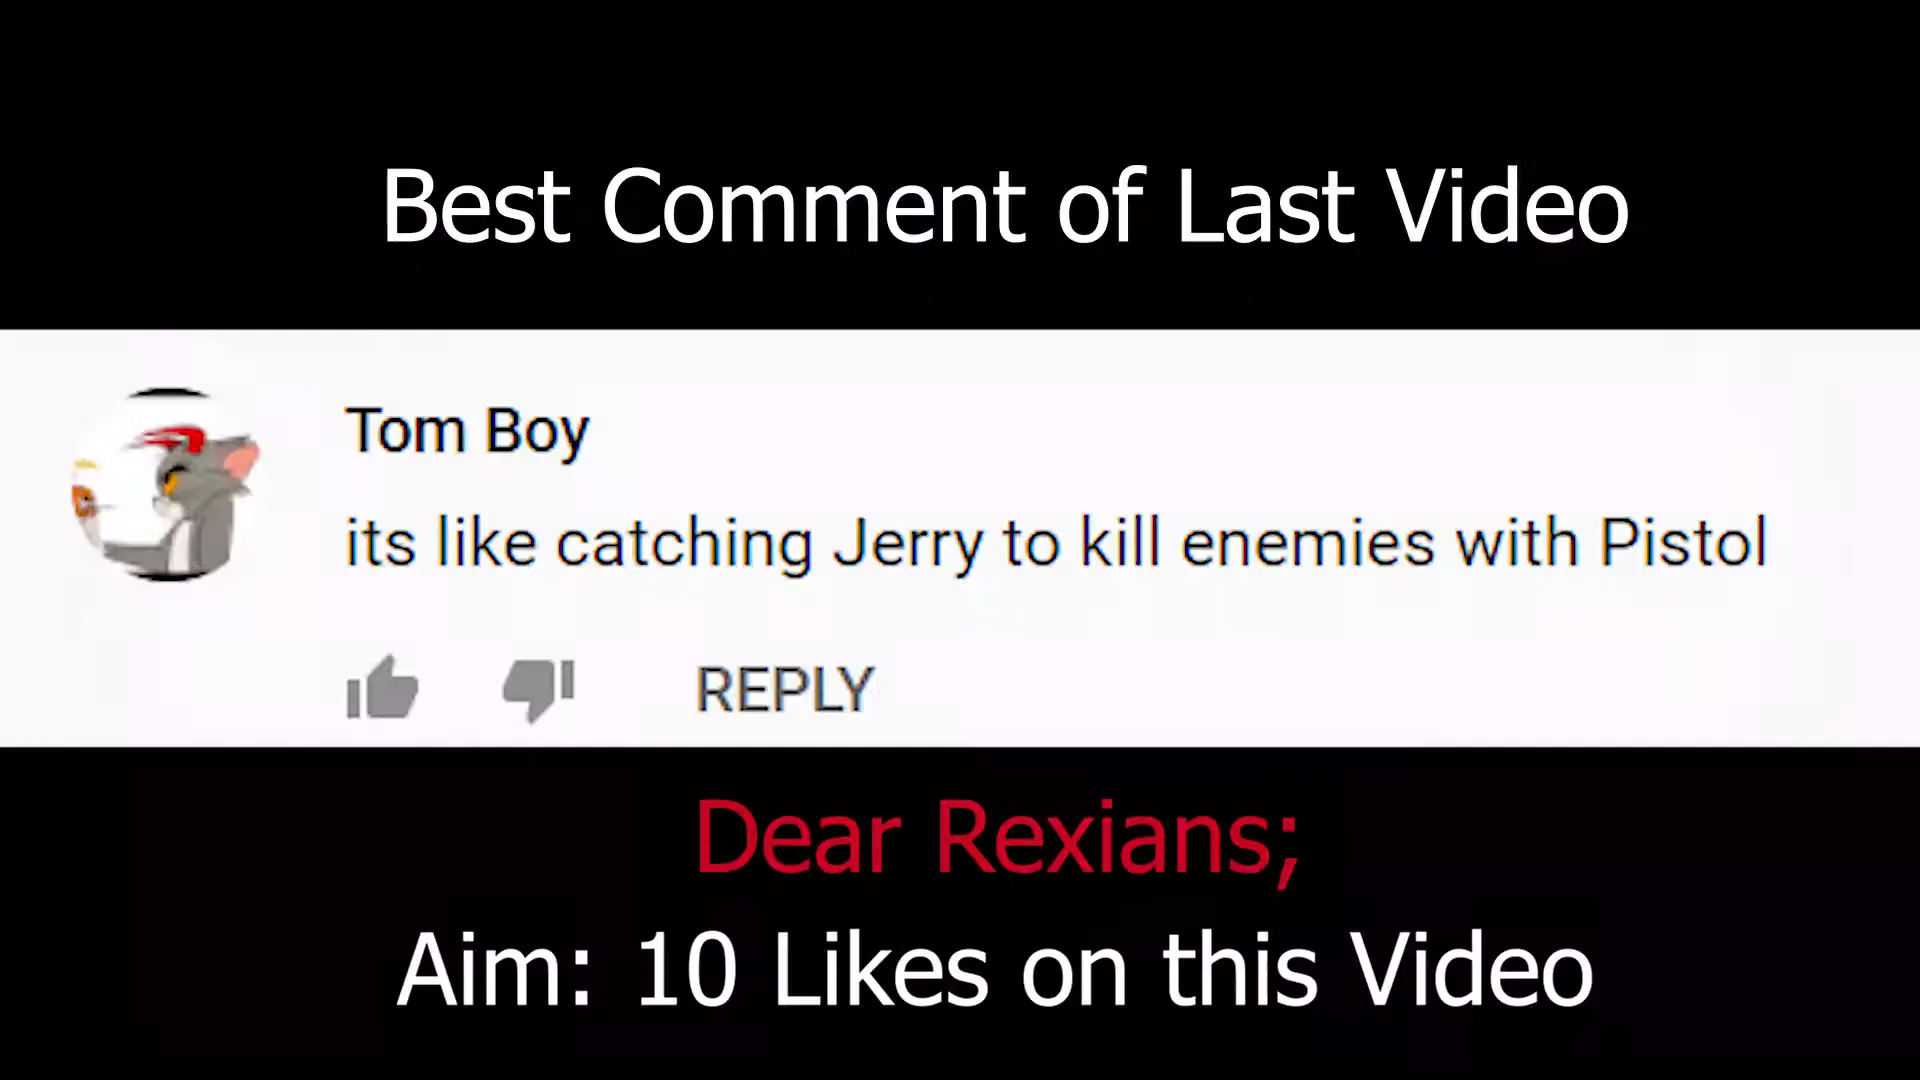 Best Comment of Last Video
Tom Boy
its like catching Jerry to kill enemies with Pistol
REPLY
Dear Rexians;
Aim: 10 Likes on this Video